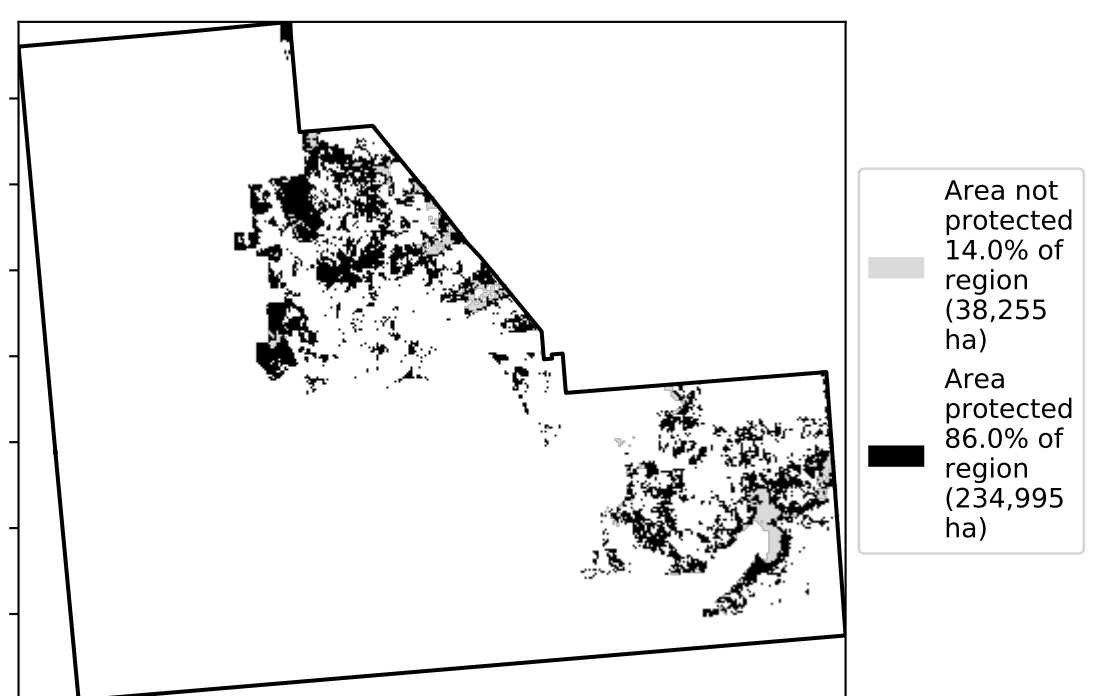 Area not
protected
14.0% of
region
(38,255
ha)
Area
protected
86.0% of
region
(234,995
ha)